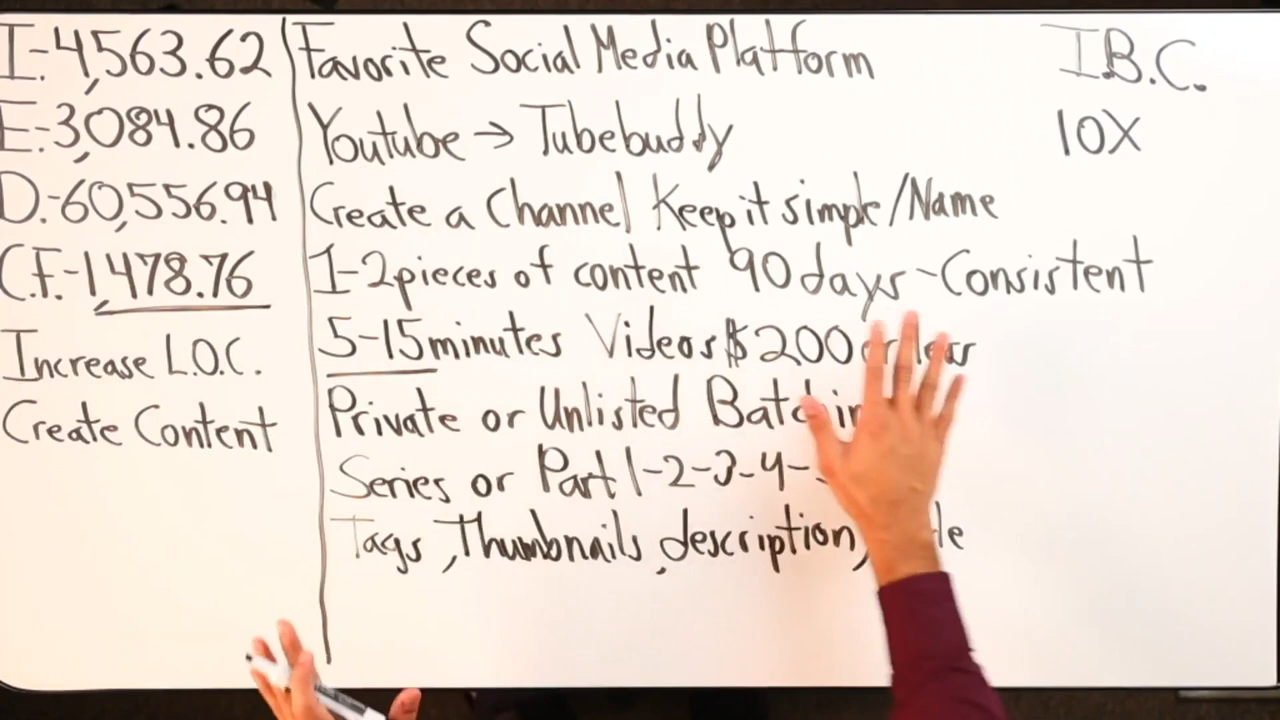 I.-4,563.62
E.-3,084.86
D.-60,556.94
C.F.-1,478.76
Increase L.O.C.
Create Content
Favorite Social Media Platform
Youtube → Tubebuddy
Create a Channel Keep it simple/Name
1-2 pieces of content 90 days - Consistent
5-15 minutes Videos $200 or less
Private or Unlisted
Series or Part 1-2-3-4-
Tags, Thumbnails, description,
I.B.C.
10X